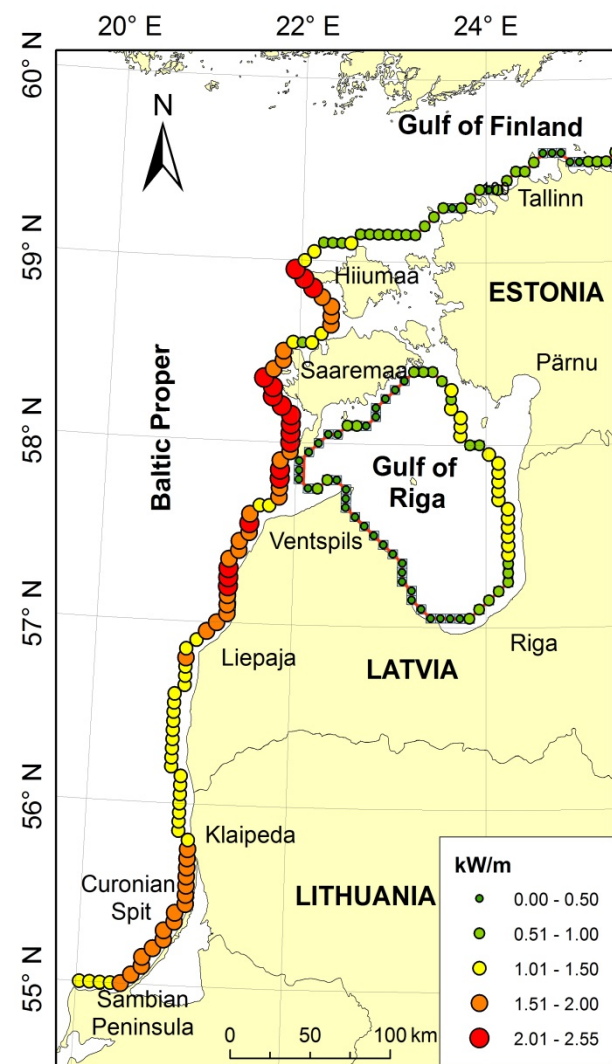 20° E
22° E
24° E
60° N
59° N
58° N
57° N
56° N
55° N
N
Gulf of Finland
Tallinn
Hiiumaa
ESTONIA
Pärnu
Saaremaa
Baltic Proper
Gulf of
Riga
Ventspils
Riga
Liepaja
LATVIA
Klaipeda
Curonian
Spit
LITHUANIA
Sambian
Peninsula
0 50 100 km
kW/m
0.00 - 0.50
0.51 - 1.00
1.01 - 1.50
1.51 - 2.00
2.01 - 2.55